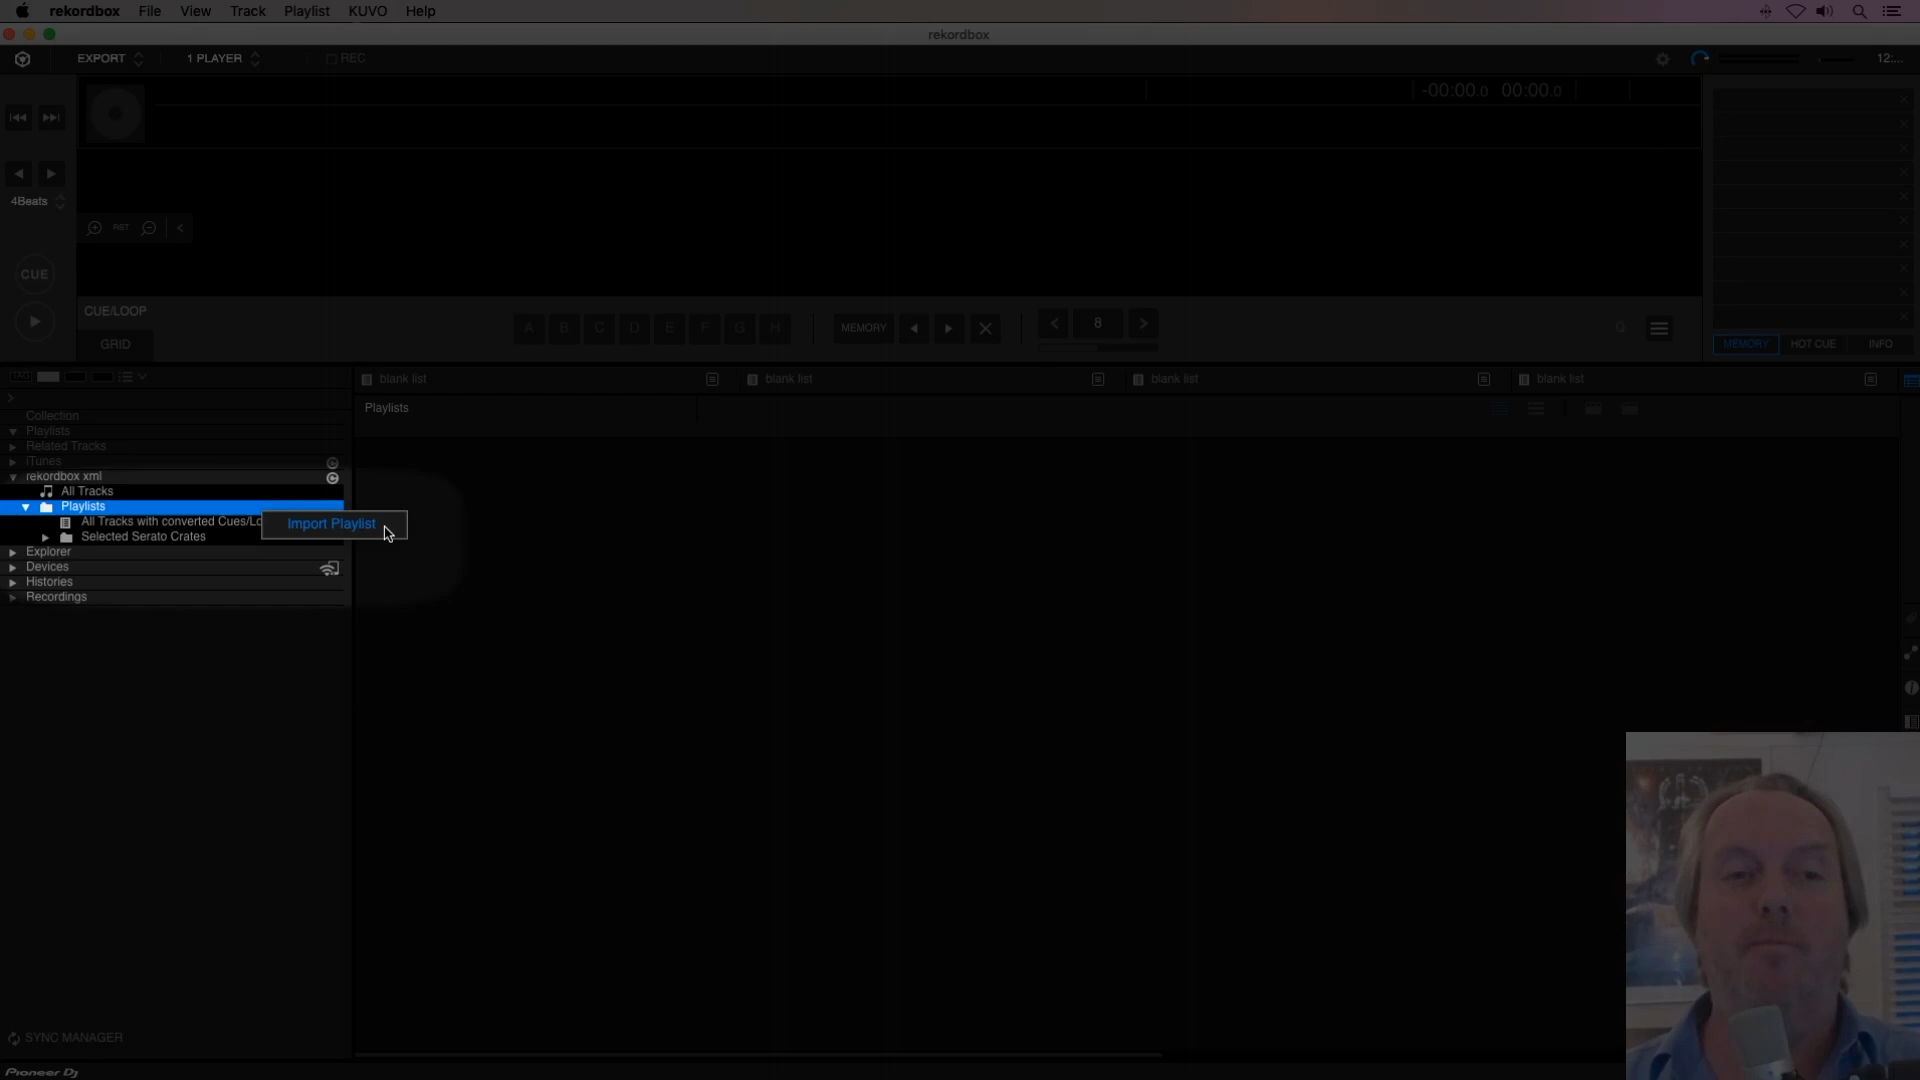 rekordbox File View Track Playlist KUVO Help
rekordbox
EXPORT 1 PLAYER REC 12:...
-00:00.0 00:00.0
4Beats
RST
CUE
CUE/LOOP
A B C D E F G H MEMORY 8
GRID
MEMORY HOT CUE INFO
TAG
blank list blank list blank list blank list
Playlists
Collection
Playlists
Related Tracks
iTunes
rekordbox xml
All Tracks
Playlists
All Tracks with converted Cues/Lo
Import Playlist
Selected Serato Crates
Explorer
Devices
Histories
Recordings
SYNC MANAGER
Pioneer Dj